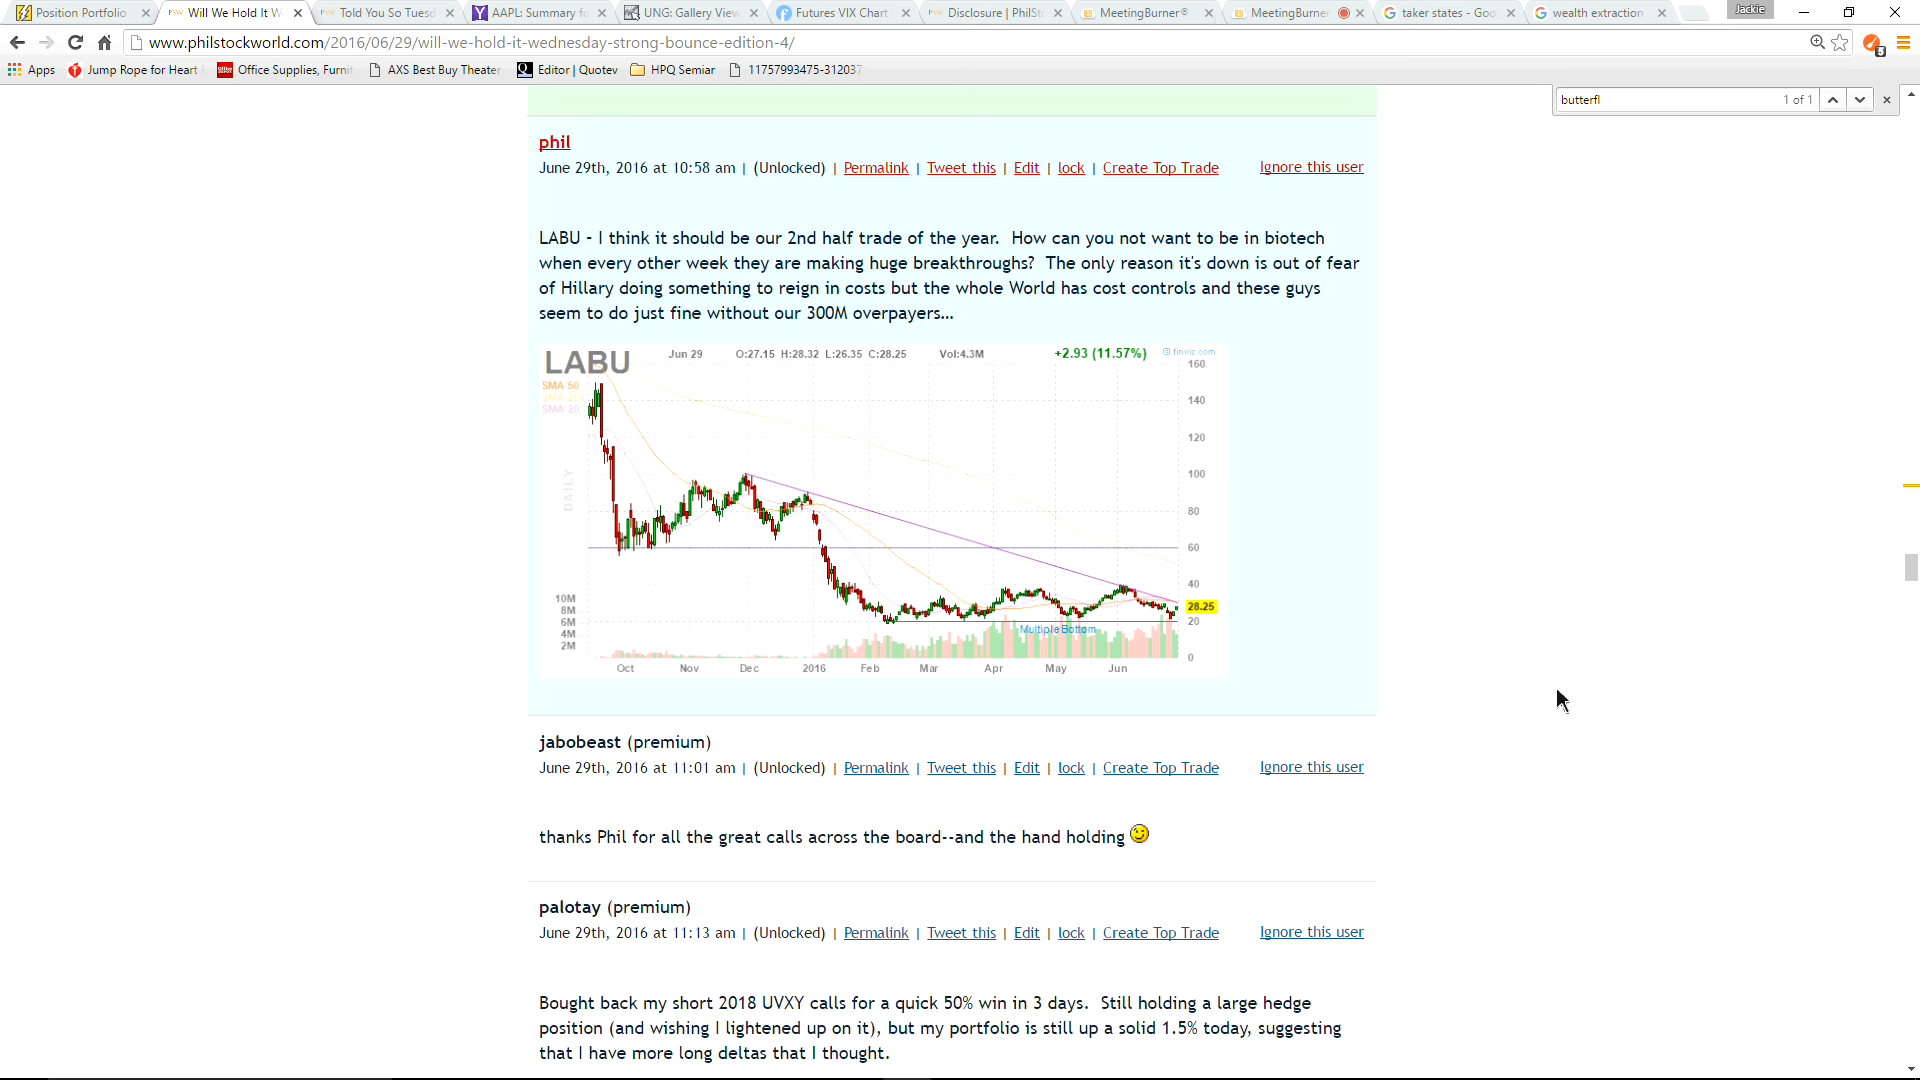 Position Portfolio
Will We Hold It W
Told You So Tuesd
AAPL: Summary fo
UNG: Gallery View
Futures VIX Chart
Disclosure | PhilSt
MeetingBurner®
MeetingBurner
taker states - Goo
wealth extraction
Jackie
www.philstockworld.com/2016/06/29/will-we-hold-it-wednesday-strong-bounce-edition-4/
Apps
Jump Rope for Heart
Office Supplies, Furnit
AXS Best Buy Theater
Editor | Quotev
HPQ Semiar
11757993475-312037
butterfl 1 of 1
phil
June 29th, 2016 at 10:58 am | (Unlocked) | Permalink | Tweet this | Edit | lock | Create Top Trade Ignore this user
LABU - I think it should be our 2nd half trade of the year. How can you not want to be in biotech
when every other week they are making huge breakthroughs? The only reason it's down is out of fear
of Hillary doing something to reign in costs but the whole World has cost controls and these guys
seem to do just fine without our 300M overpayers...
LABU Jun 29 O:27.15 H:28.32 L:26.35 C:28.25 Vol:4.3M +2.93 (11.57%) © finviz.com
SMA 50
SMA 200
SMA 20
DAILY
160
140
120
100
80
60
40
28.25
20
0
10M
8M
6M
4M
2M
Multiple Bottom
Oct Nov Dec 2016 Feb Mar Apr May Jun
jabobeast (premium)
June 29th, 2016 at 11:01 am | (Unlocked) | Permalink | Tweet this | Edit | lock | Create Top Trade Ignore this user
thanks Phil for all the great calls across the board--and the hand holding
palotay (premium)
June 29th, 2016 at 11:13 am | (Unlocked) | Permalink | Tweet this | Edit | lock | Create Top Trade Ignore this user
Bought back my short 2018 UVXY calls for a quick 50% win in 3 days. Still holding a large hedge
position (and wishing I lightened up on it), but my portfolio is still up a solid 1.5% today, suggesting
that I have more long deltas that I thought.